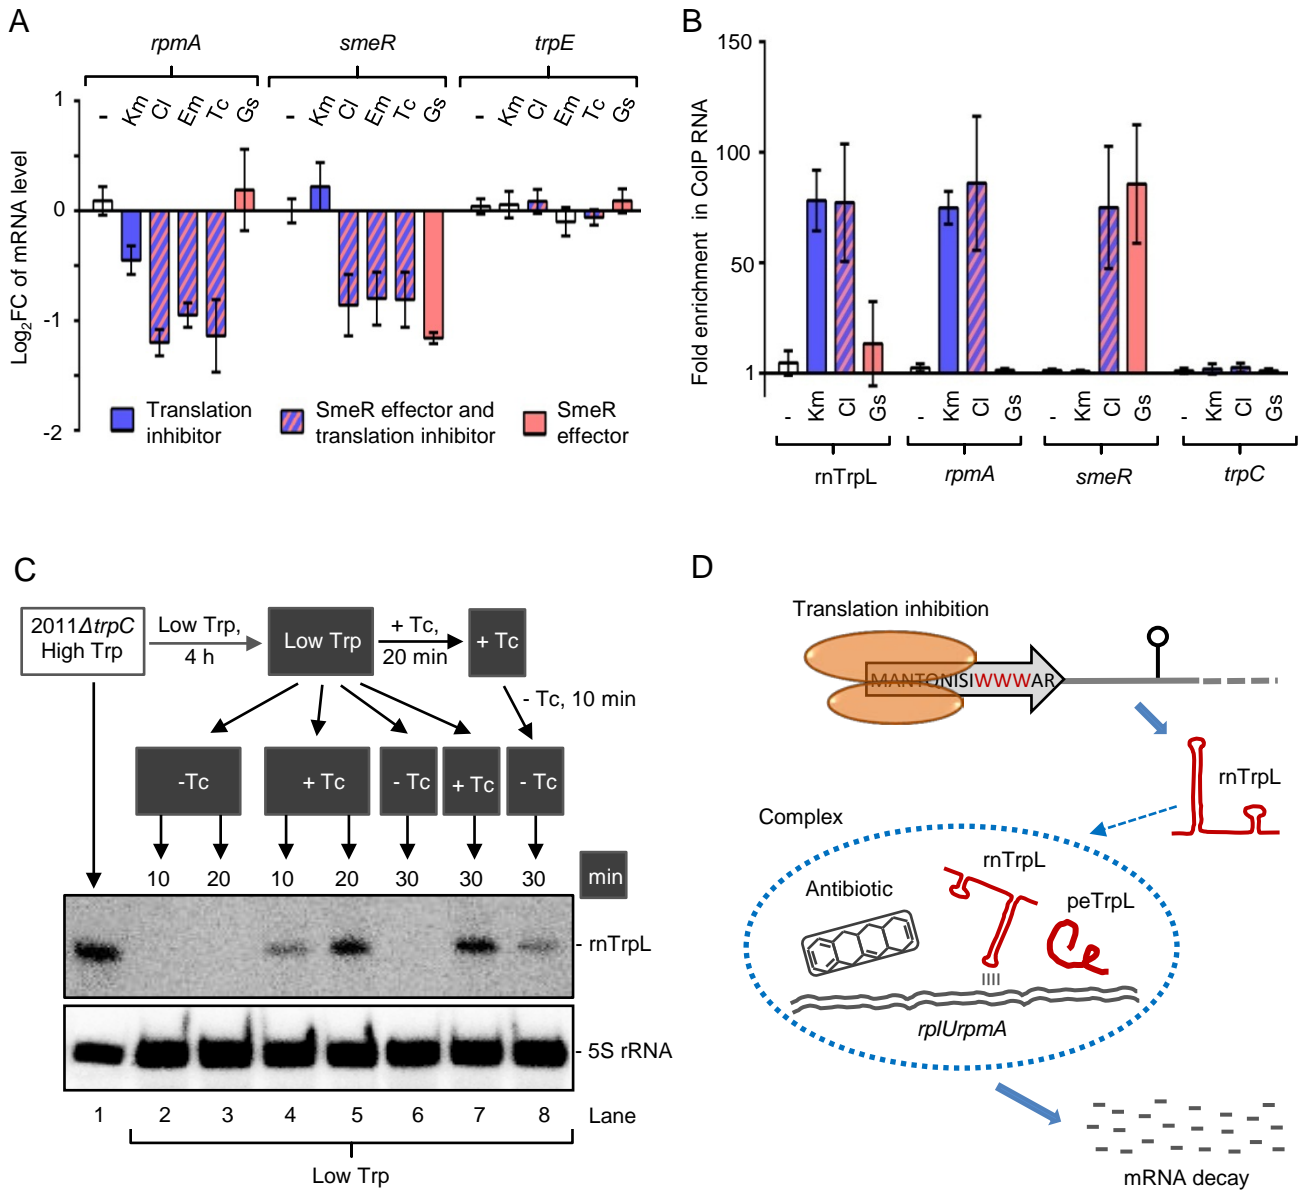 A
rpmA
smeR
trpE
- Km Cl Em Tc Gs
- Km Cl Em Tc Gs
- Km Cl Em Tc Gs
1
0
-1
-2
Log2FC of mRNA level
Translation
inhibitor
SmeR effector and
translation inhibitor
SmeR
effector
B
150
100
50
1
Fold enrichment in CoIP RNA
- Km Cl Gs
- Km Cl Gs
- Km Cl Gs
- Km Cl Gs
rnTrpL
rpmA
smeR
trpC
C
2011ΔtrpC
High Trp
Low Trp,
4 h
Low Trp
+ Tc,
20 min
+ Tc
- Tc, 10 min
-Tc
+ Tc
- Tc
+ Tc
- Tc
10 20 10 20 30 30 30 min
- rnTrpL
- 5S rRNA
1 2 3 4 5 6 7 8 Lane
Low Trp
D
Translation inhibition
MANTQNISIWWWAR
rnTrpL
Complex
rnTrpL
Antibiotic
peTrpL
rplUrpmA
mRNA decay